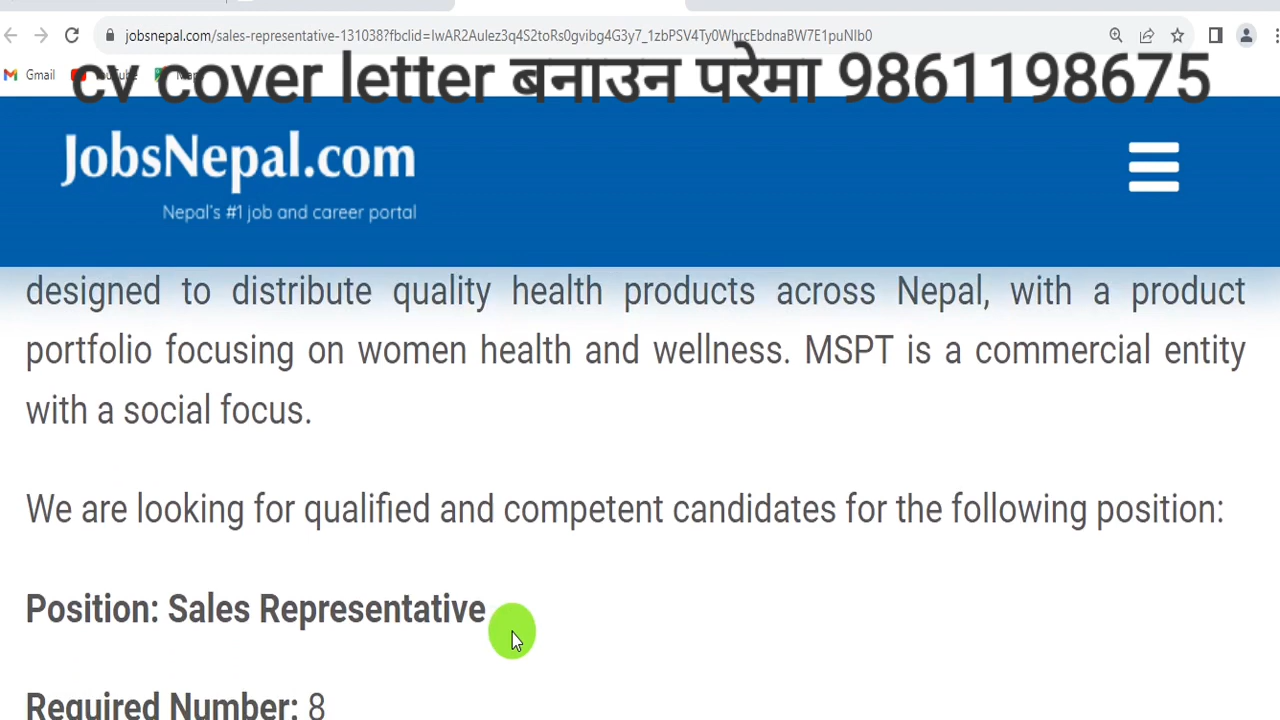 jobsnepal.com/sales-representative-131038?fbclid=IwAR2Aulez3q4S2toRs0gvibg4G3y7_1zbPSV4Ty0WhrcEbdnaBW7E1puNIb0
Gmail
cv cover letter बनाउन परेमा 9861198675
JobsNepal.com
Nepal's #1 job and career portal
designed to distribute quality health products across Nepal, with a product
portfolio focusing on women health and wellness. MSPT is a commercial entity
with a social focus.
We are looking for qualified and competent candidates for the following position:
Position: Sales Representative
Required Number: 8